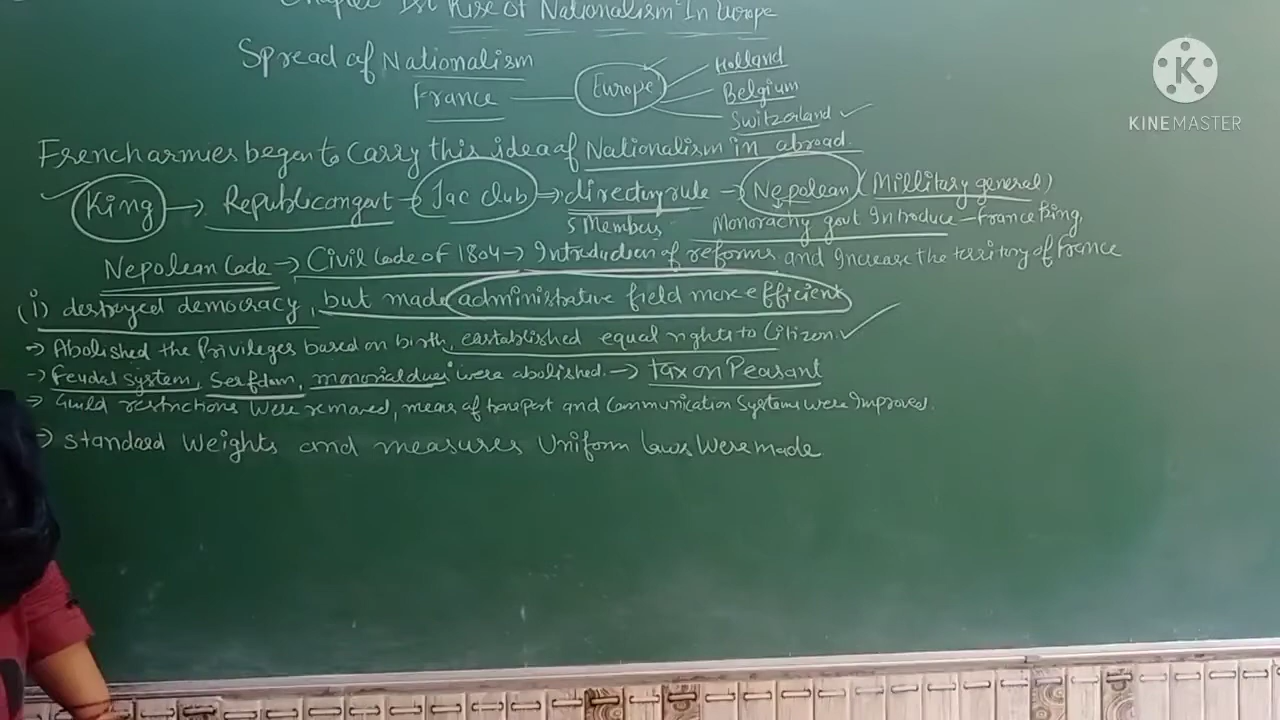 Chapter 1st Rise of Nationalism In Europe
Spread of Nationalism
France — Europe
Holland
Belgium
Switzorland ✓
KINEMASTER
French armies began to Carry this idea of Nationalism in abroad.
King → Republican govt → Jac club → directory rule → Nepolean (Millitary general)
5 Members Monorachy govt Introduce – France King,
Nepolean Code → Civil Code of 1804 → Introduction of reforms and Increase the territory of France
(i) destroyed democracy, but made administrative field more efficient
→ Abolished the Privileges based on birth, eastablished equal rights to Citizen. ✓
→ Feudal system, Serfdom, monorial dues were abolished. → tax on Peasant
→ Guild restrictions were removed, means of transport and Communication Systems were Improved.
→ Standard Weights and measures Uniform laws Were made